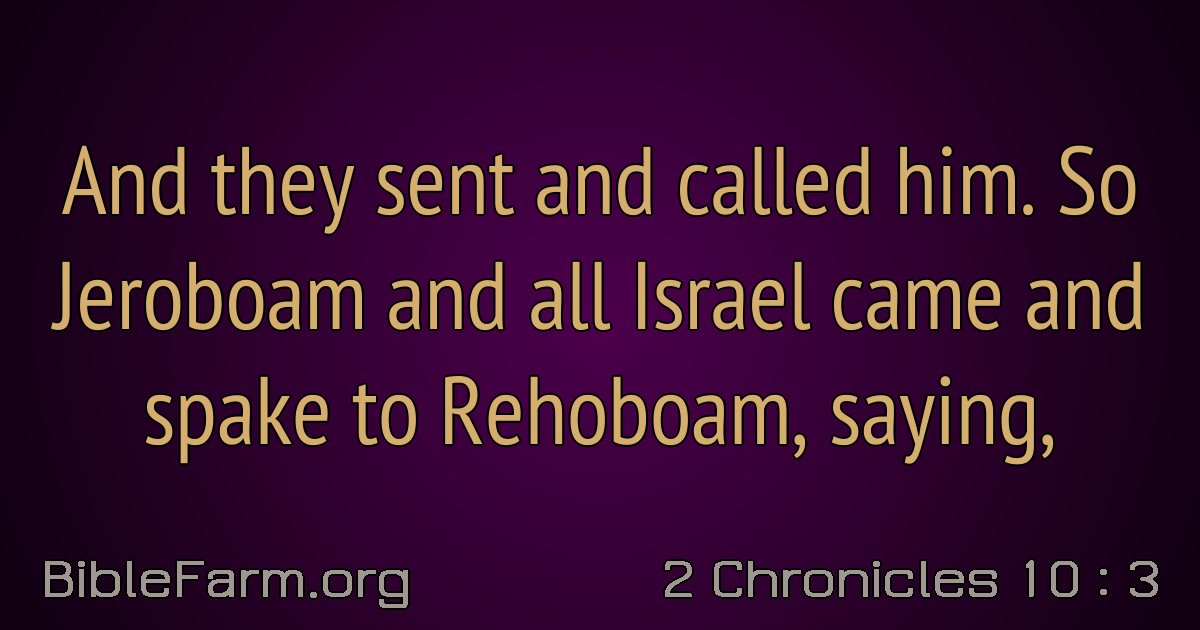 And they sent and called him. So
Jeroboam and all Israel came and
spake to Rehoboam, saying,
BibleFarm.org
2 Chronicles 10 : 3